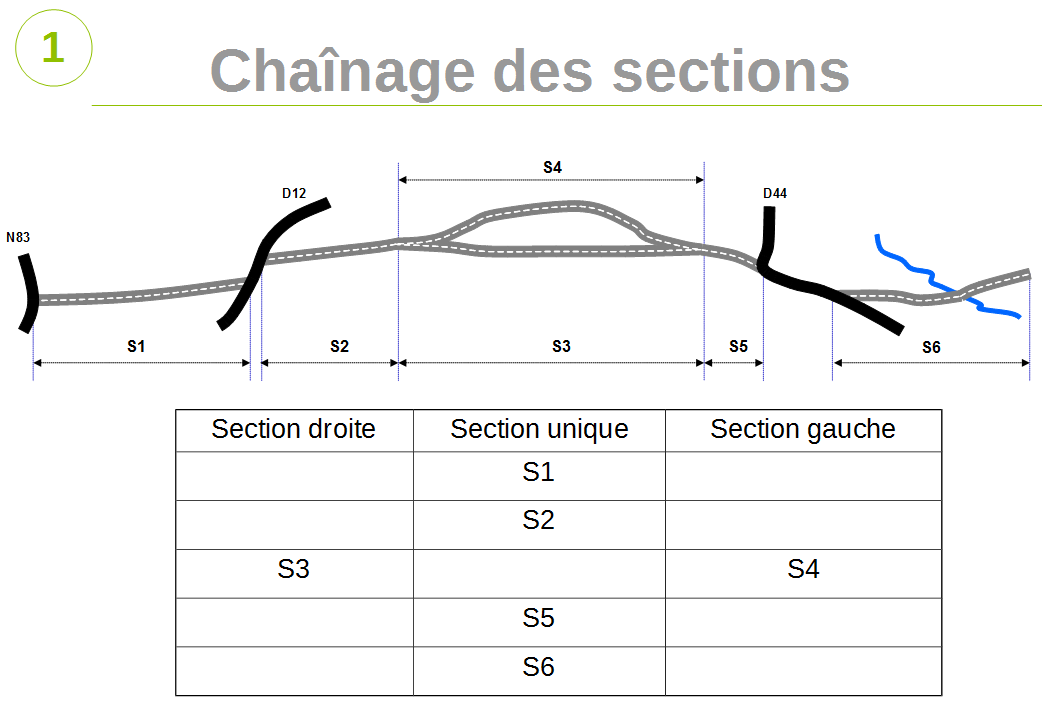 1
Chaînage des sections
S4
D12
D44
N83
S1
S2
S3
S5
S6
Section droite Section unique Section gauche
S1
S2
S3 S4
S5
S6